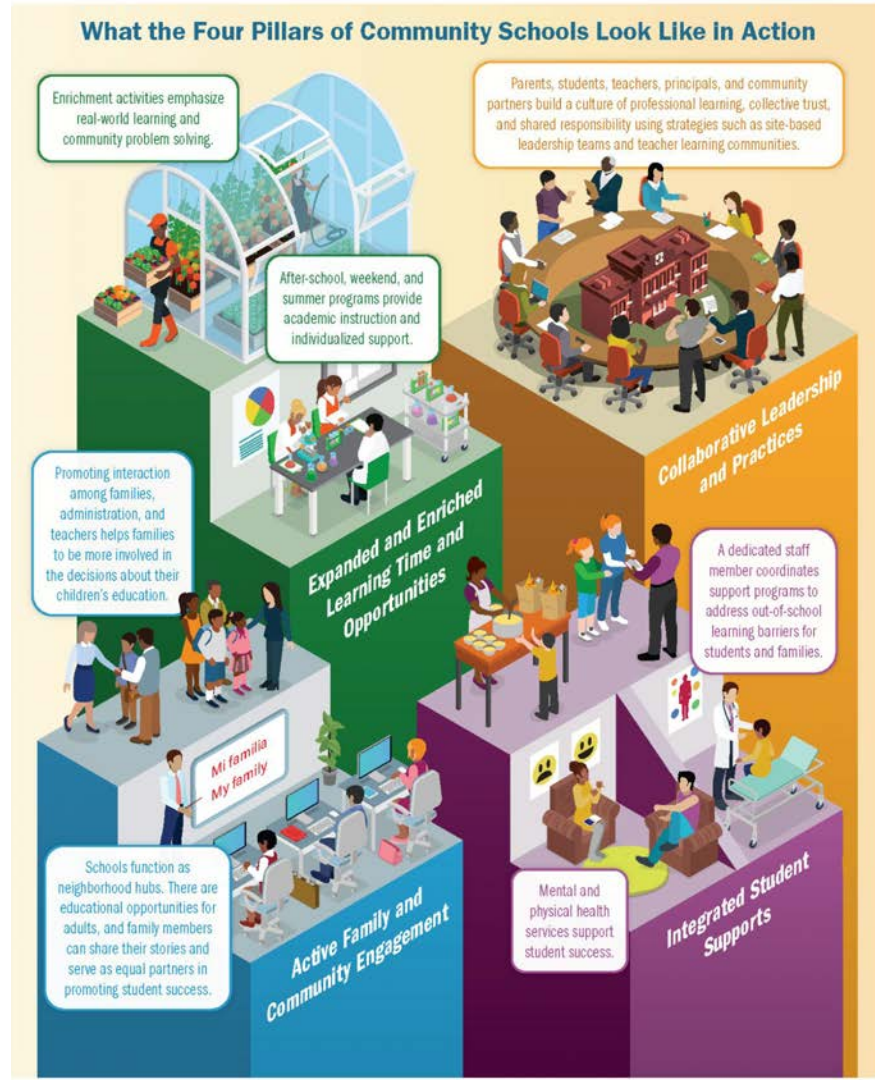 What the Four Pillars of Community Schools Look Like in Action
Enrichment activities emphasize
real-world learning and
community problem solving.
Parents, students, teachers, principals, and community
partners build a culture of professional learning, collective trust,
and shared responsibility using strategies such as site-based
leadership teams and teacher learning communities.
After-school, weekend, and
summer programs provide
academic instruction and
individualized support.
Expanded and Enriched
Learning Time and
Opportunities
Collaborative Leadership
and Practices
Promoting interaction
among families,
administration, and
teachers helps families
to be more involved in
the decisions about their
children's education.
A dedicated staff
member coordinates
support programs to
address out-of-school
learning barriers for
students and families.
Mi familia
My family
Schools function as
neighborhood hubs. There are
educational opportunities for
adults, and family members
can share their stories and
serve as equal partners in
promoting student success.
Active Family and
Community Engagement
Mental and
physical health
services support
student success.
Integrated Student
Supports